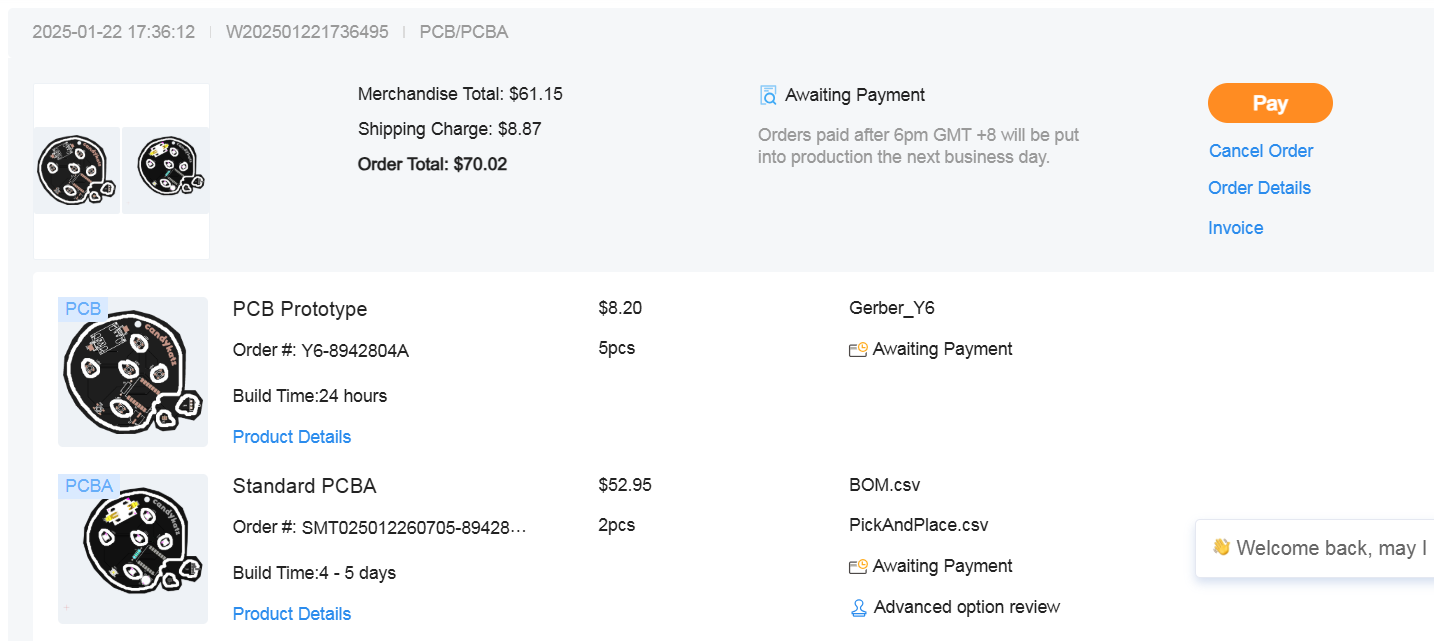 2025-01-22 17:36:12 | W202501221736495 | PCB/PCBA
Merchandise Total: $61.15
Shipping Charge: $8.87
Order Total: $70.02
Awaiting Payment
Orders paid after 6pm GMT +8 will be put
into production the next business day.
Pay
Cancel Order
Order Details
Invoice
PCB
candykatz
PCB Prototype
Order #: Y6-8942804A
Build Time:24 hours
Product Details
$8.20
5pcs
Gerber_Y6
Awaiting Payment
PCBA
candykatz
Standard PCBA
Order #: SMT025012260705-89428…
Build Time:4 - 5 days
Product Details
$52.95
2pcs
BOM.csv
PickAndPlace.csv
Awaiting Payment
Advanced option review
👋 Welcome back, may I